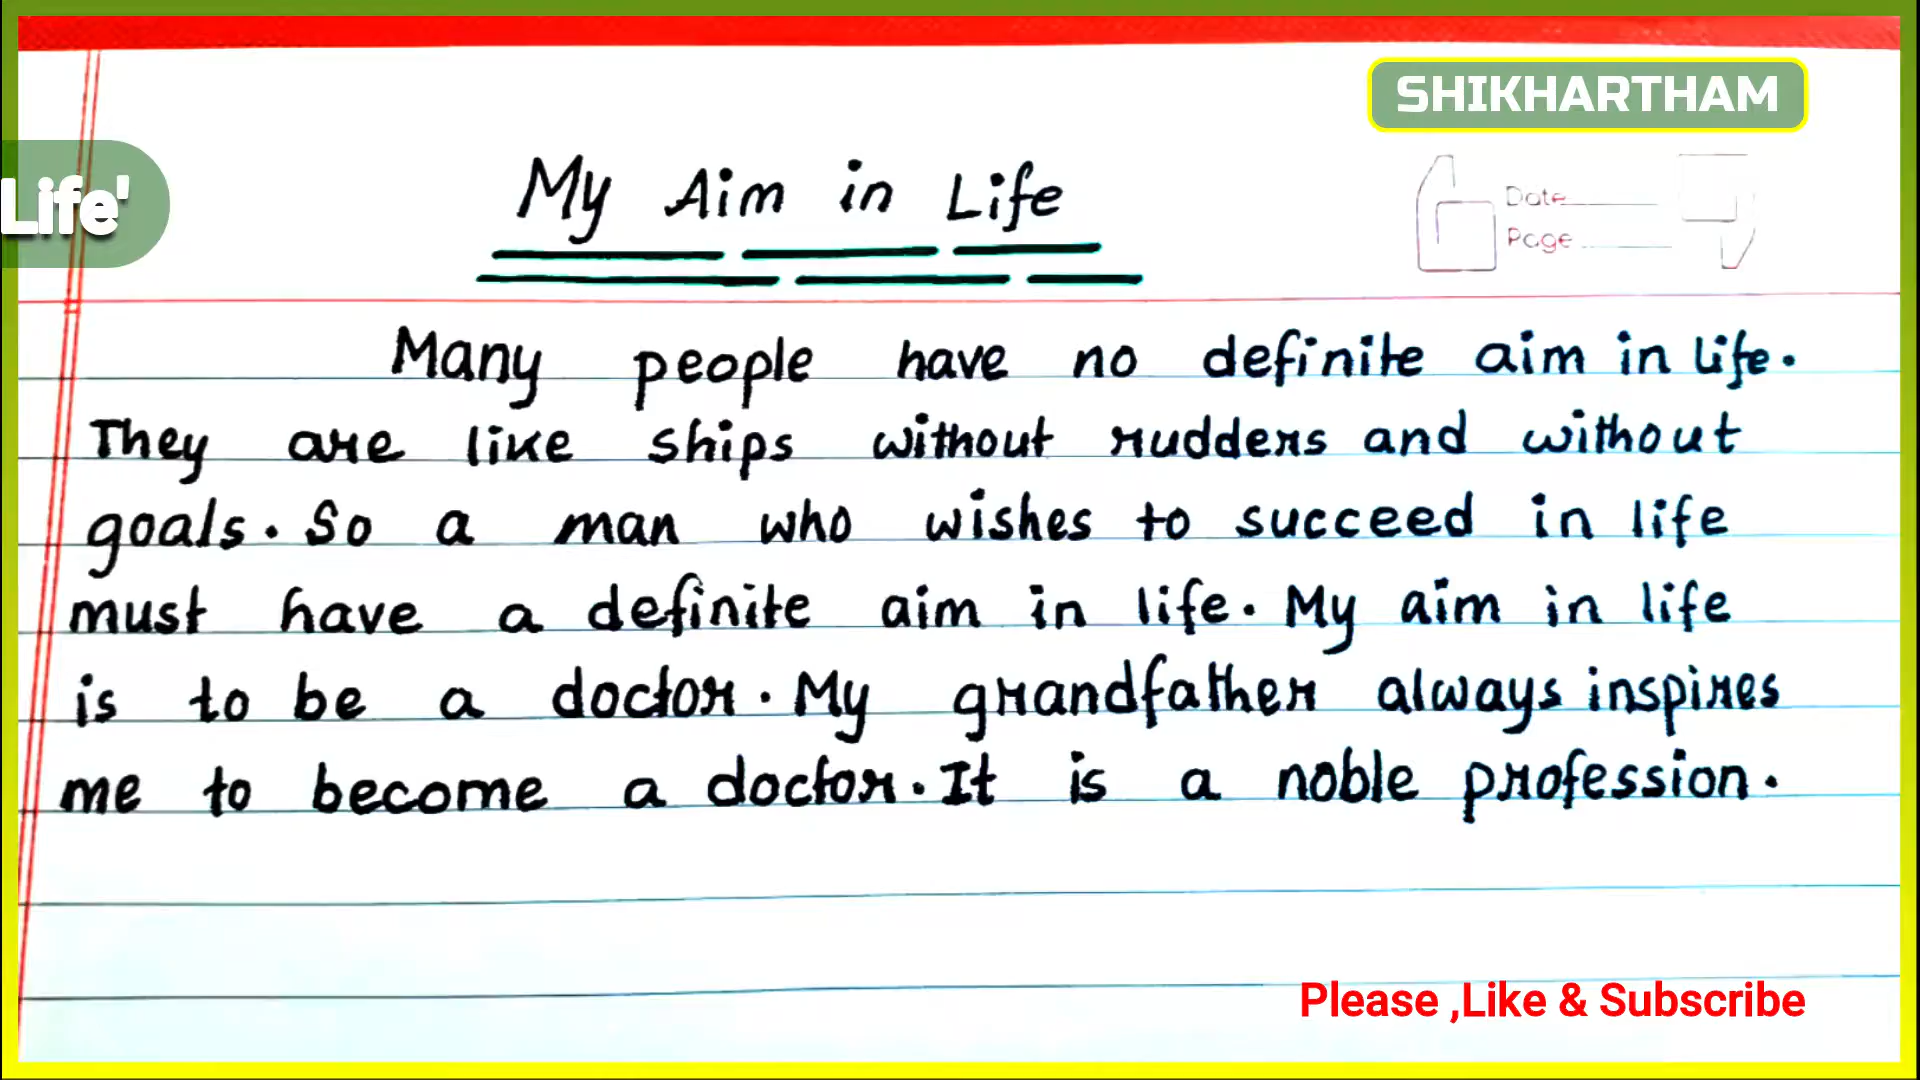 SHIKHARTHAM
Life'
My Aim in Life
Date
Page
Many people have no definite aim in life.
They are like ships without rudders and without
goals. So a man who wishes to succeed in life
must have a definite aim in life. My aim in life
is to be a doctor. My grandfather always inspires
me to become a doctor. It is a noble profession.
Please ,Like & Subscribe